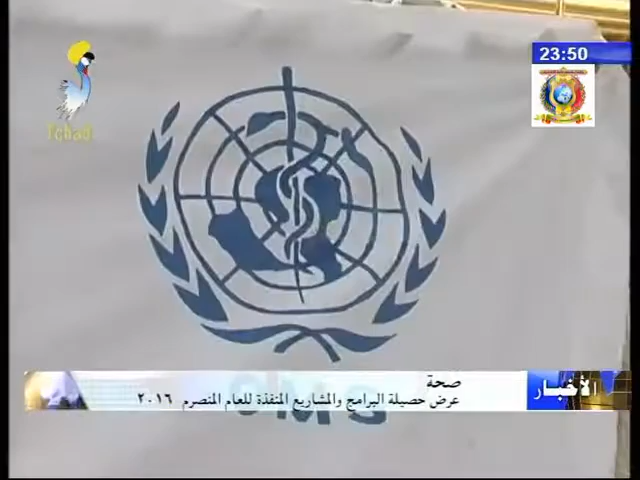 23:50
Tchad
صحة
الأخبار
عرض حصيلة البرامج والمشاريع المنفذة للعام المنصرم ٢٠١٦
OMS